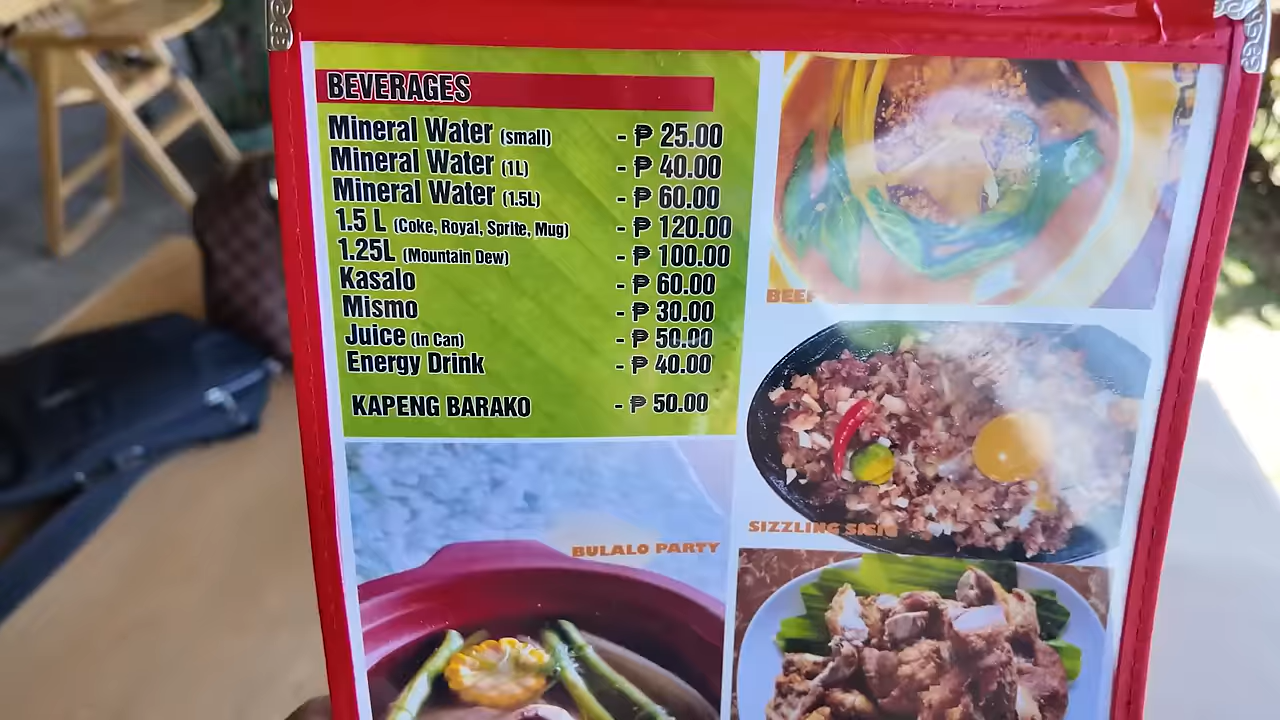 BEVERAGES
Mineral Water (small) - ₱ 25.00
Mineral Water (1L) - ₱ 40.00
Mineral Water (1.5L) - ₱ 60.00
1.5 L (Coke, Royal, Sprite, Mug) - ₱ 120.00
1.25L (Mountain Dew) - ₱ 100.00
Kasalo - ₱ 60.00
Mismo - ₱ 30.00
Juice (In Can) - ₱ 50.00
Energy Drink - ₱ 40.00
KAPENG BARAKO - ₱ 50.00
BEEF
SIZZLING SISIG
BULALO PARTY